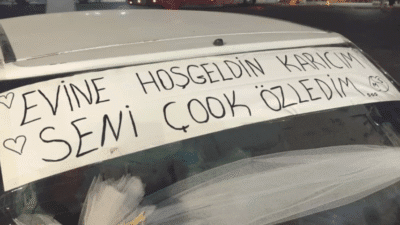 EVİNE HOŞGELDİN KARICIM
SENİ ÇOOK ÖZLEDİM...